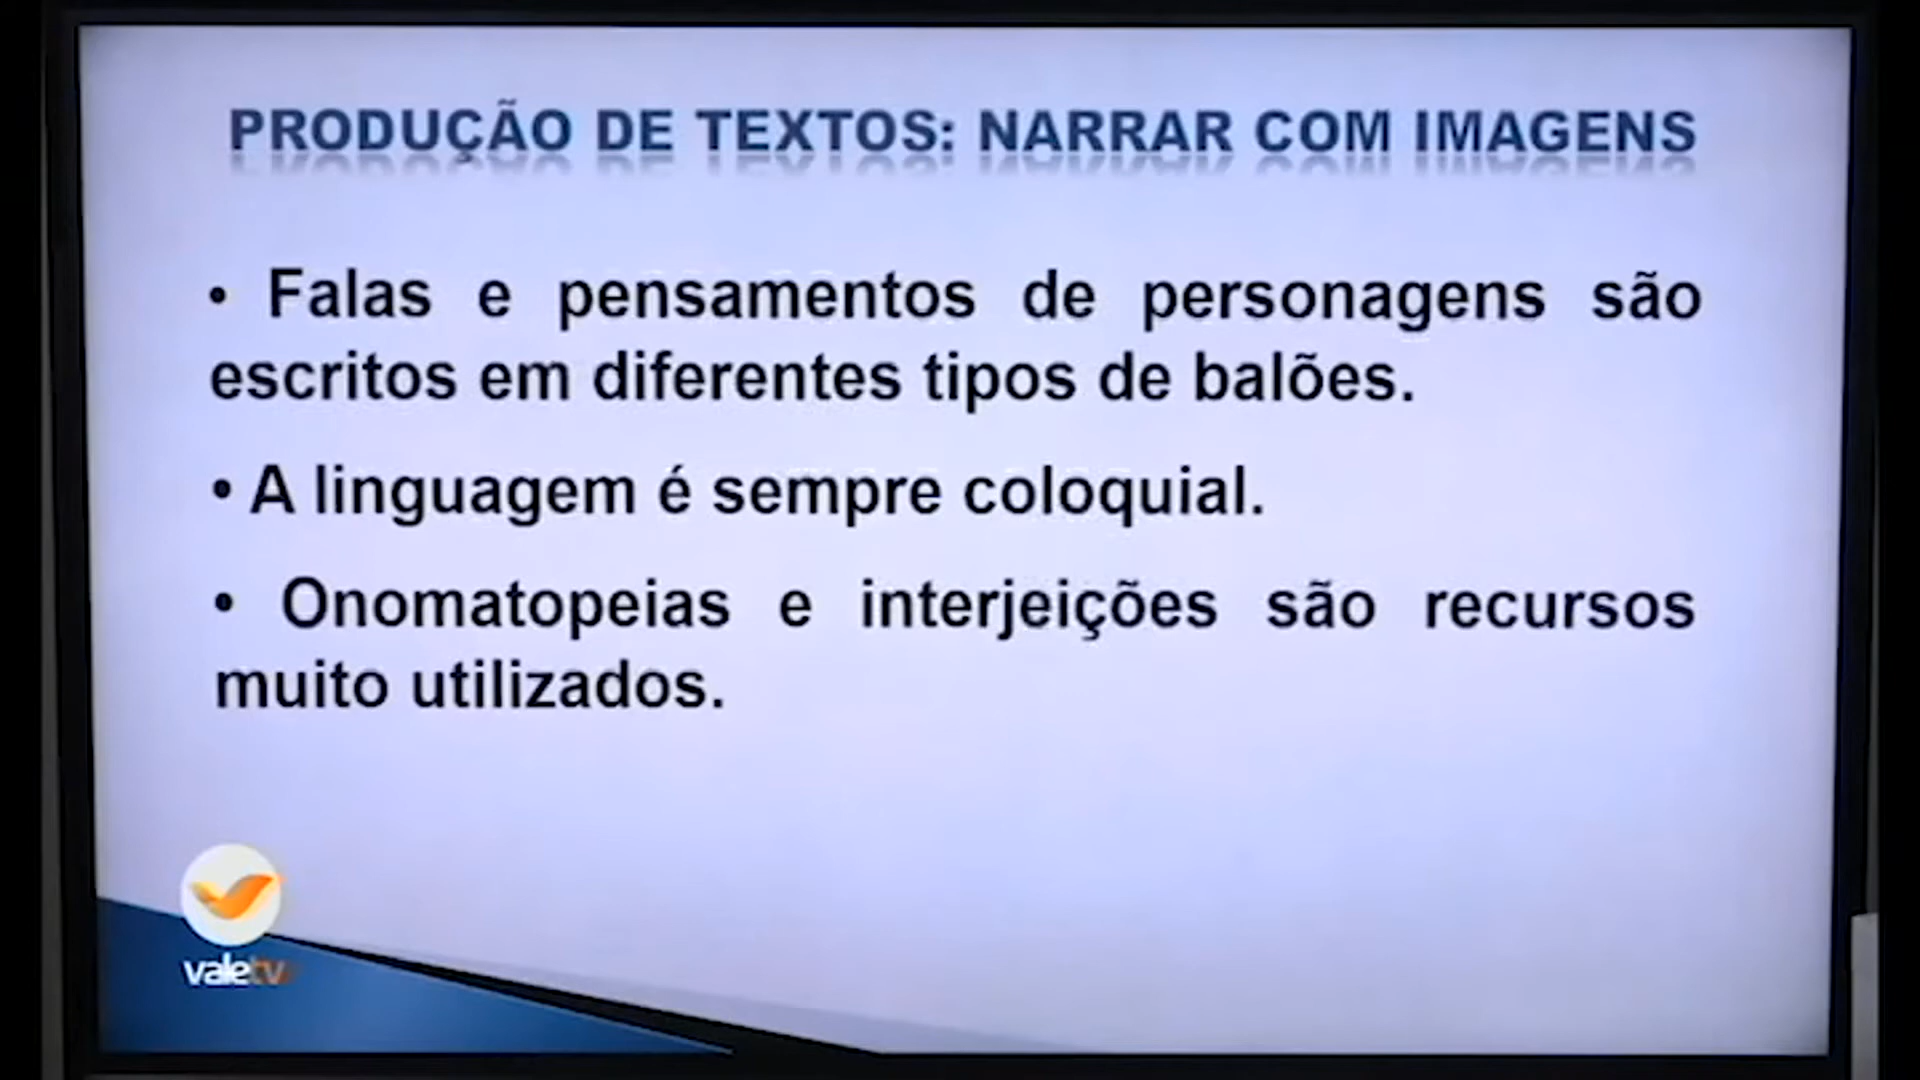 PRODUÇÃO DE TEXTOS: NARRAR COM IMAGENS
• Falas e pensamentos de personagens são
escritos em diferentes tipos de balões.
• A linguagem é sempre coloquial.
• Onomatopeias e interjeições são recursos
muito utilizados.
valetv